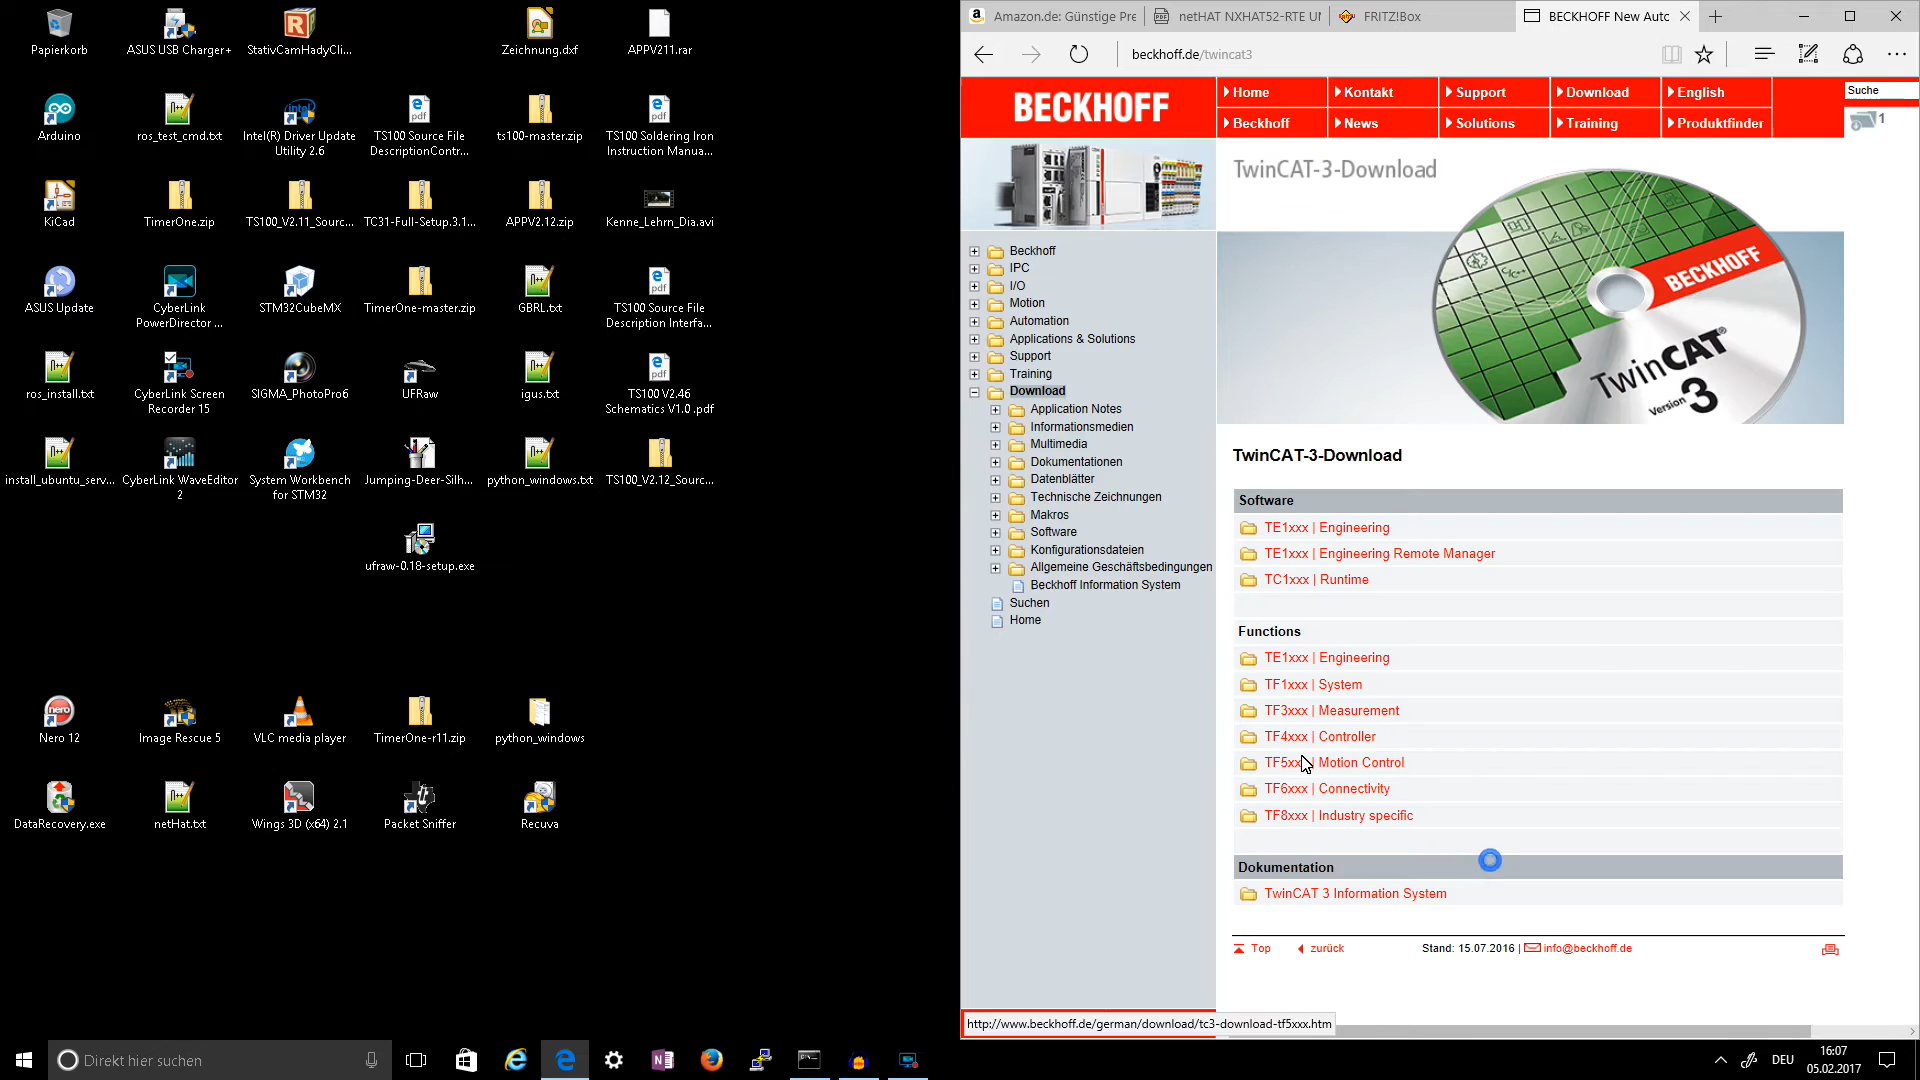 Papierkorb
ASUS USB Charger+
StativCamHadyCli...
Zeichnung.dxf
APPV211.rar
Arduino
ros_test_cmd.txt
Intel(R) Driver Update
Utility 2.6
TS100 Source File
DescriptionContr...
ts100-master.zip
TS100 Soldering Iron
Instruction Manua...
KiCad
TimerOne.zip
TS100_V2.11_Sourc...
TC31-Full-Setup.3.1...
APPV2.12.zip
Kenne_Lehrn_Dia.avi
ASUS Update
CyberLink
PowerDirector ...
STM32CubeMX
TimerOne-master.zip
GBRL.txt
TS100 Source File
Description Interfa...
ros_install.txt
CyberLink Screen
Recorder 15
SIGMA_PhotoPro6
UFRaw
igus.txt
TS100 V2.46
Schematics V1.0 .pdf
install_ubuntu_serv...
CyberLink WaveEditor
2
System Workbench
for STM32
Jumping-Deer-Silh...
python_windows.txt
TS100_V2.12_Sourc...
ufraw-0.18-setup.exe
Nero 12
Image Rescue 5
VLC media player
TimerOne-r11.zip
python_windows
DataRecovery.exe
netHat.txt
Wings 3D (x64) 2.1
Packet Sniffer
Recuva
Direkt hier suchen
Amazon.de: Günstige Pre
netHAT NXHAT52-RTE UI
FRITZ!Box
BECKHOFF New Auto
beckhoff.de/twincat3
BECKHOFF
Home
Kontakt
Support
Download
English
Beckhoff
News
Solutions
Training
Produktfinder
Suche
1
TwinCAT-3-Download
BECKHOFF
TwinCAT®
Version 3
Beckhoff
IPC
I/O
Motion
Automation
Applications & Solutions
Support
Training
Download
Application Notes
Informationsmedien
Multimedia
Dokumentationen
Datenblätter
Technische Zeichnungen
Makros
Software
Konfigurationsdateien
Allgemeine Geschäftsbedingungen
Beckhoff Information System
Suchen
Home
TwinCAT-3-Download
Software
TE1xxx | Engineering
TE1xxx | Engineering Remote Manager
TC1xxx | Runtime
Functions
TE1xxx | Engineering
TF1xxx | System
TF3xxx | Measurement
TF4xxx | Controller
TF5xxx | Motion Control
TF6xxx | Connectivity
TF8xxx | Industry specific
Dokumentation
TwinCAT 3 Information System
Top
zurück
Stand: 15.07.2016 | info@beckhoff.de
http://www.beckhoff.de/german/download/tc3-download-tf5xxx.htm
DEU
16:07
05.02.2017